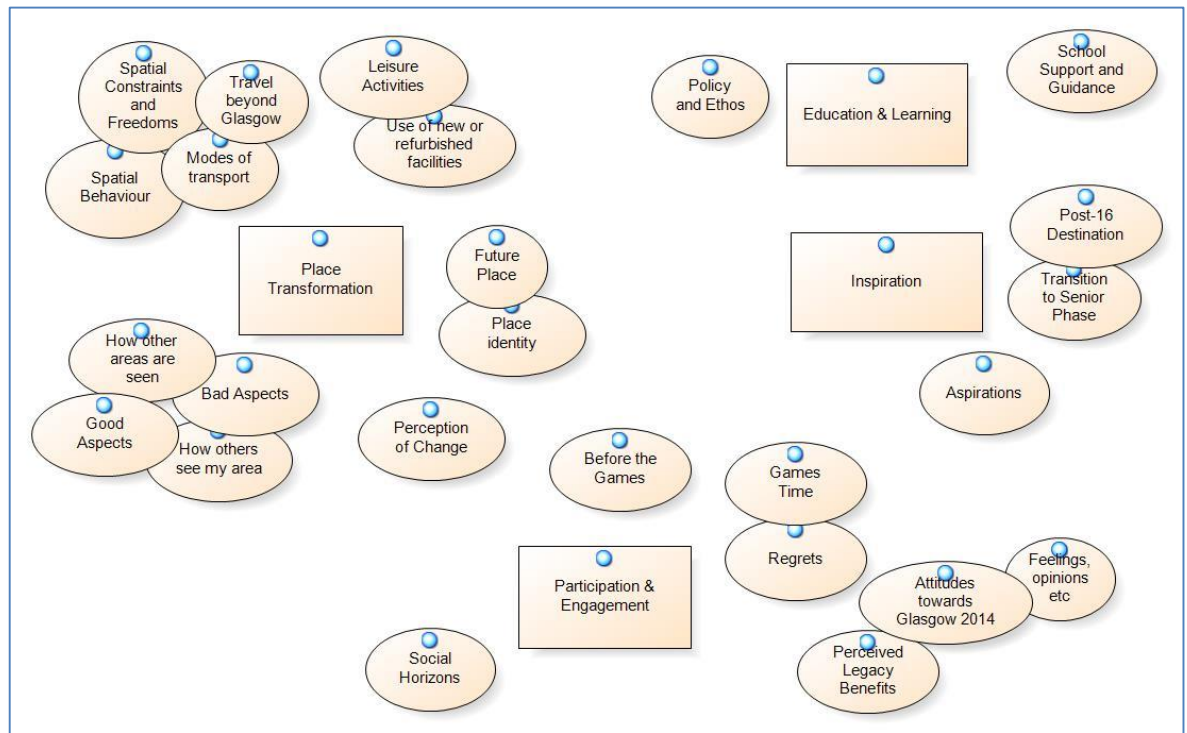 Spatial
Constraints
and
Freedoms
Travel
beyond
Glasgow
Spatial
Behaviour
Modes of
transport
Leisure
Activities
Use of new or
refurbished
facilities
Policy
and Ethos
Education & Learning
School
Support and
Guidance
Place
Transformation
Future
Place
Place
identity
Inspiration
Post-16
Destination
Transition
to Senior
Phase
Aspirations
How other
areas are
seen
Bad Aspects
Good
Aspects
How others
see my area
Perception
of Change
Before the
Games
Games
Time
Regrets
Participation &
Engagement
Feelings,
opinions
etc
Attitudes
towards
Glasgow 2014
Perceived
Legacy
Benefits
Social
Horizons